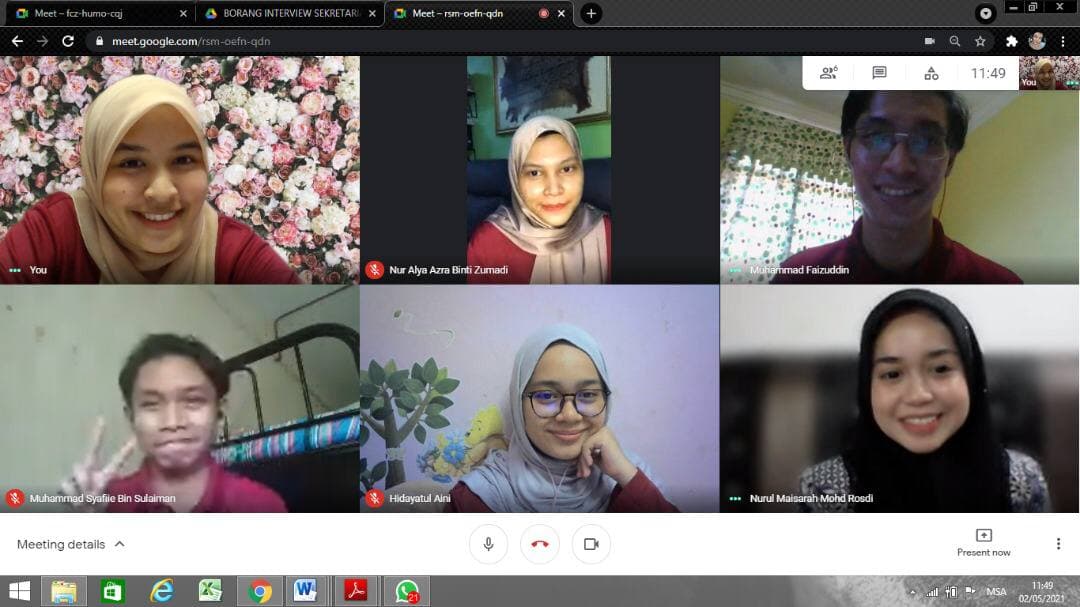 Meet – fcz-humo-cqj
BORANG INTERVIEW SEKRETARI
Meet – rsm-oefn-qdn
meet.google.com/rsm-oefn-qdn
6
11:49
You
You
Nur Alya Azra Binti Zumadi
Muhammad Faizuddin
Muhammad Syafiie Bin Sulaiman
Hidayatul Aini
Nurul Maisarah Mohd Rosdi
Meeting details
Present now
21
MSA
11:49
02/05/2021